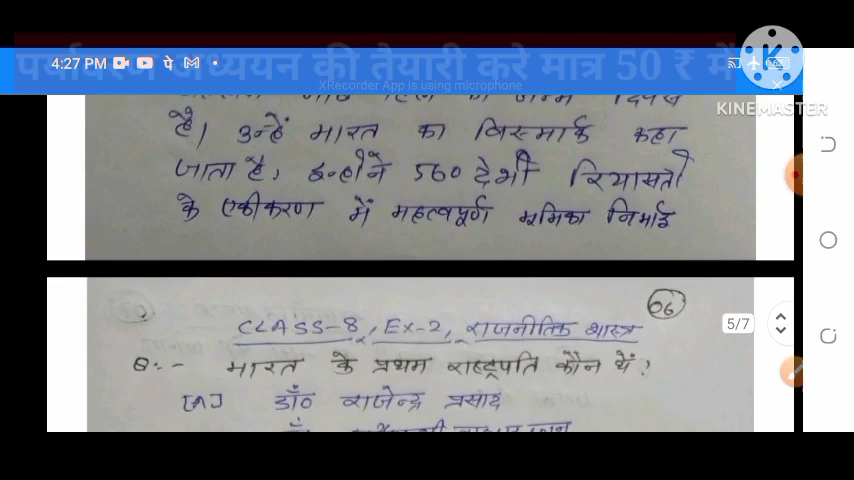 पर्यावरण अध्ययन की तैयारी करे मात्र 50 ₹ में
4:27 PM
XRecorder App is using microphone
KINEMASTER
जन्म दिवस
है। उन्हें भारत का विस्मार्क कहा
जाता है, इन्होंने 560 देशी रियासतों
के एकीकरण में महत्वपूर्ण भूमिका निभाई
06
CLASS-8, EX-2, राजनीतिक शास्त्र
5/7
Q:- भारत के प्रथम राष्ट्रपति कौन थें?
[A] डॉ० राजेन्द्र प्रसाद